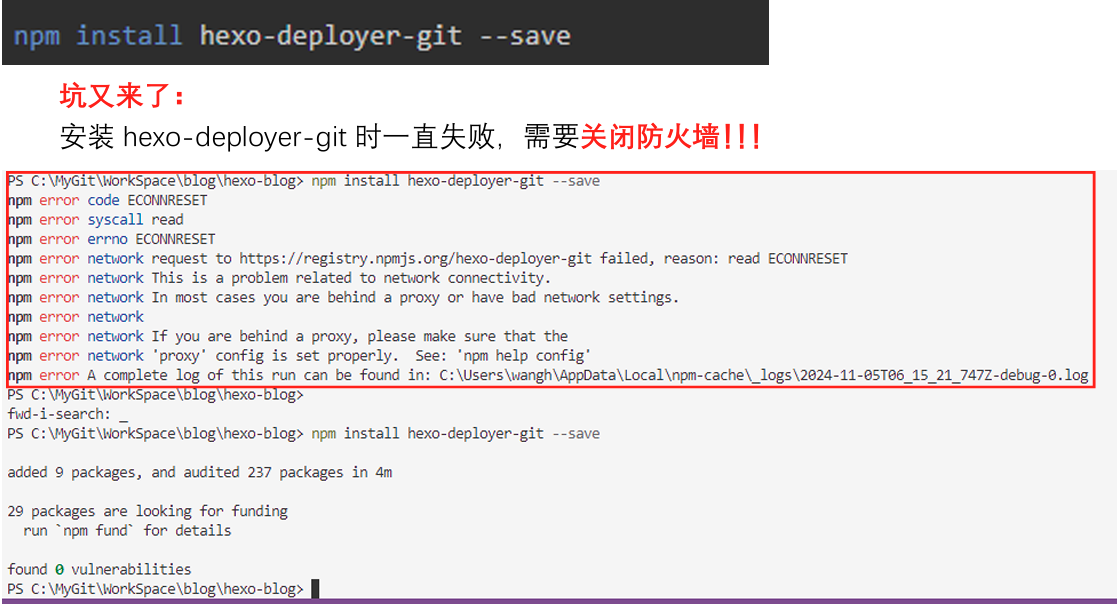 npm install hexo-deployer-git --save
坑又来了：
安装 hexo-deployer-git 时一直失败，需要关闭防火墙!!!
PS C:\MyGit\WorkSpace\blog\hexo-blog> npm install hexo-deployer-git --save
npm error code ECONNRESET
npm error syscall read
npm error errno ECONNRESET
npm error network request to https://registry.npmjs.org/hexo-deployer-git failed, reason: read ECONNRESET
npm error network This is a problem related to network connectivity.
npm error network In most cases you are behind a proxy or have bad network settings.
npm error network
npm error network If you are behind a proxy, please make sure that the
npm error network 'proxy' config is set properly.  See: 'npm help config'
npm error A complete log of this run can be found in: C:\Users\wangh\AppData\Local\npm-cache\_logs\2024-11-05T06_15_21_747Z-debug-0.log
PS C:\MyGit\WorkSpace\blog\hexo-blog>
fwd-i-search: _
PS C:\MyGit\WorkSpace\blog\hexo-blog> npm install hexo-deployer-git --save
added 9 packages, and audited 237 packages in 4m
29 packages are looking for funding
  run `npm fund` for details
found 0 vulnerabilities
PS C:\MyGit\WorkSpace\blog\hexo-blog>